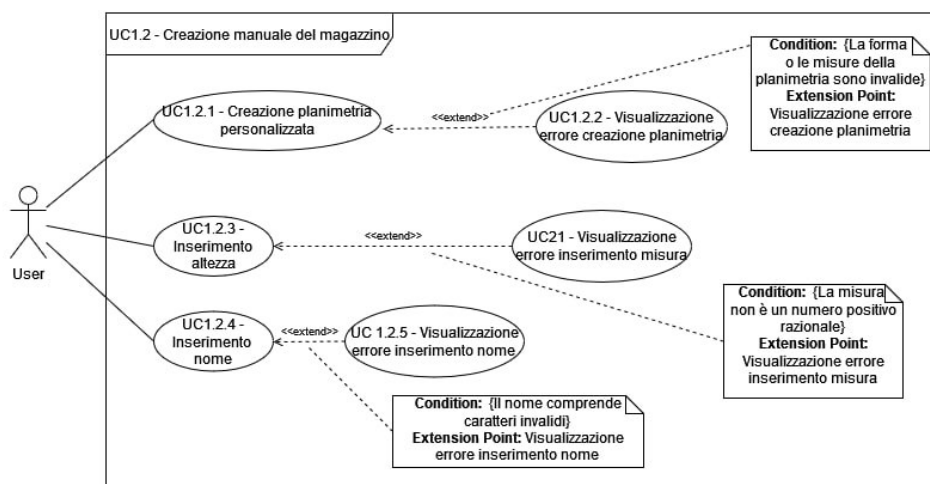 UC1.2 - Creazione manuale del magazzino
Condition: {La forma
o le misure della
planimetria sono invalide}
Extension Point:
Visualizzazione errore
creazione planimetria
UC1.2.1 - Creazione planimetria
personalizzata
<<extend>>
UC1.2.2 - Visualizzazione
errore creazione planimetria
User
UC1.2.3 -
Inserimento
altezza
<<extend>>
UC21 - Visualizzazione
errore inserimento misura
Condition: {La misura
non è un numero positivo
razionale}
Extension Point:
Visualizzazione errore
inserimento misura
UC1.2.4 -
Inserimento
nome
<<extend>>
UC 1.2.5 - Visualizzazione
errore inserimento nome
Condition: {Il nome comprende
caratteri invalidi}
Extension Point: Visualizzazione
errore inserimento nome